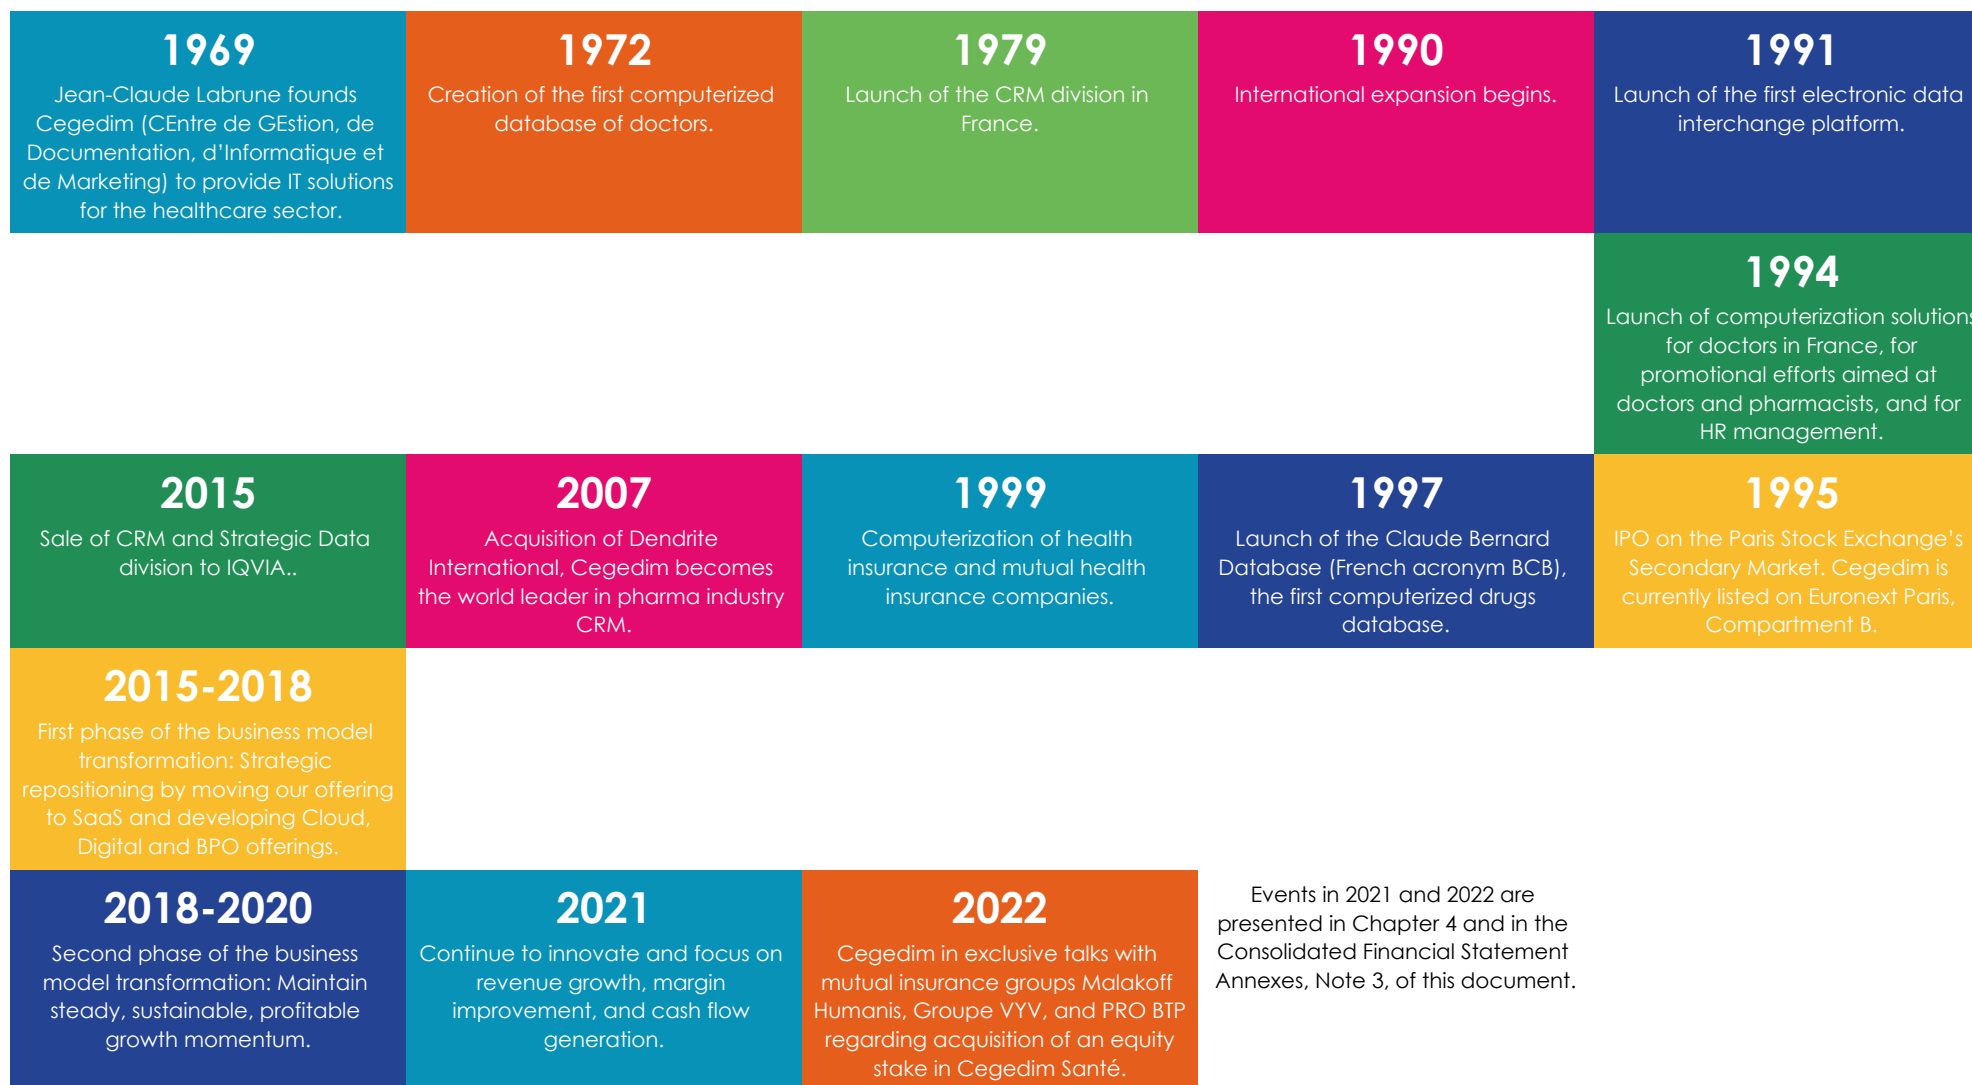 1969
Jean-Claude Labrune founds
Cegedim (CEntre de GEstion, de
Documentation, d’Informatique et
de Marketing) to provide IT solutions
for the healthcare sector.
1972
Creation of the first computerized
database of doctors.
1979
Launch of the CRM division in
France.
1990
International expansion begins.
1991
Launch of the first electronic data
interchange platform.
1994
Launch of computerization solutions
for doctors in France, for
promotional efforts aimed at
doctors and pharmacists, and for
HR management.
1995
IPO on the Paris Stock Exchange’s
Secondary Market. Cegedim is
currently listed on Euronext Paris,
Compartment B.
1997
Launch of the Claude Bernard
Database (French acronym BCB),
the first computerized drugs
database.
1999
Computerization of health
insurance and mutual health
insurance companies.
2007
Acquisition of Dendrite
International, Cegedim becomes
the world leader in pharma industry
CRM.
2015
Sale of CRM and Strategic Data
division to IQVIA..
2015-2018
First phase of the business model
transformation: Strategic
repositioning by moving our offering
to SaaS and developing Cloud,
Digital and BPO offerings.
2018-2020
Second phase of the business
model transformation: Maintain
steady, sustainable, profitable
growth momentum.
2021
Continue to innovate and focus on
revenue growth, margin
improvement, and cash flow
generation.
2022
Cegedim in exclusive talks with
mutual insurance groups Malakoff
Humanis, Groupe VYV, and PRO BTP
regarding acquisition of an equity
stake in Cegedim Santé.
Events in 2021 and 2022 are
presented in Chapter 4 and in the
Consolidated Financial Statement
Annexes, Note 3, of this document.